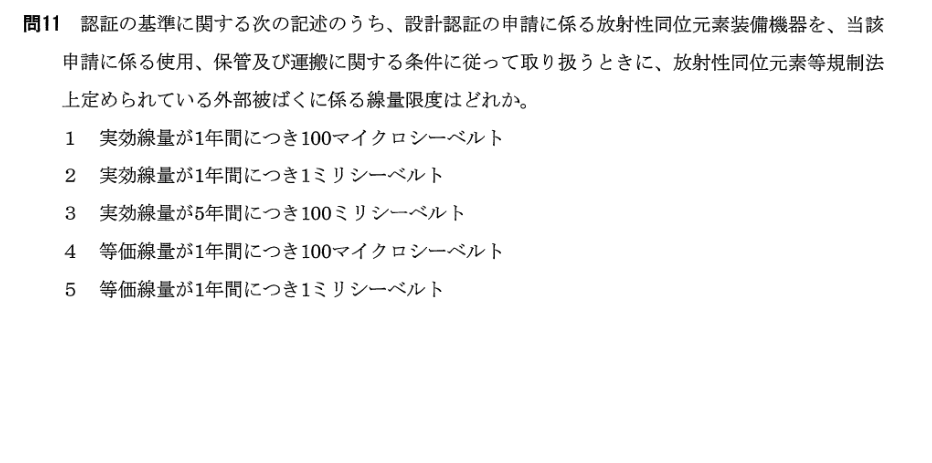 問11　認証の基準に関する次の記述のうち、設計認証の申請に係る放射性同位元素装備機器を、当該
申請に係る使用、保管及び運搬に関する条件に従って取り扱うときに、放射性同位元素等規制法
上定められている外部被ばくに係る線量限度はどれか。
1　実効線量が1年間につき100マイクロシーベルト
2　実効線量が1年間につき1ミリシーベルト
3　実効線量が5年間につき100ミリシーベルト
4　等価線量が1年間につき100マイクロシーベルト
5　等価線量が1年間につき1ミリシーベルト